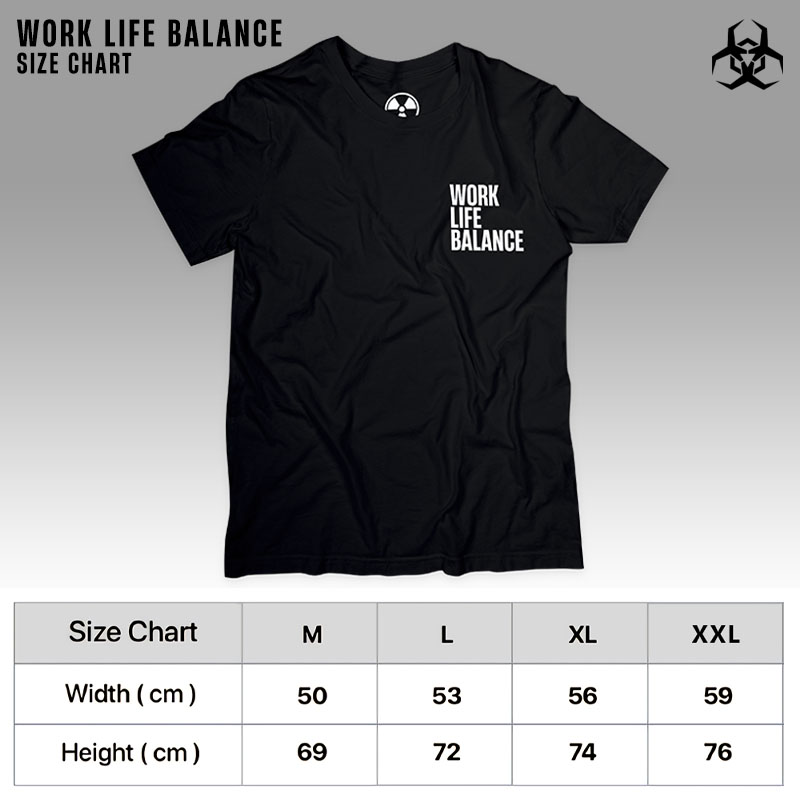 WORK LIFE BALANCE
SIZE CHART
WORK
LIFE
BALANCE
Size Chart M L XL XXL
Width ( cm ) 50 53 56 59
Height ( cm ) 69 72 74 76